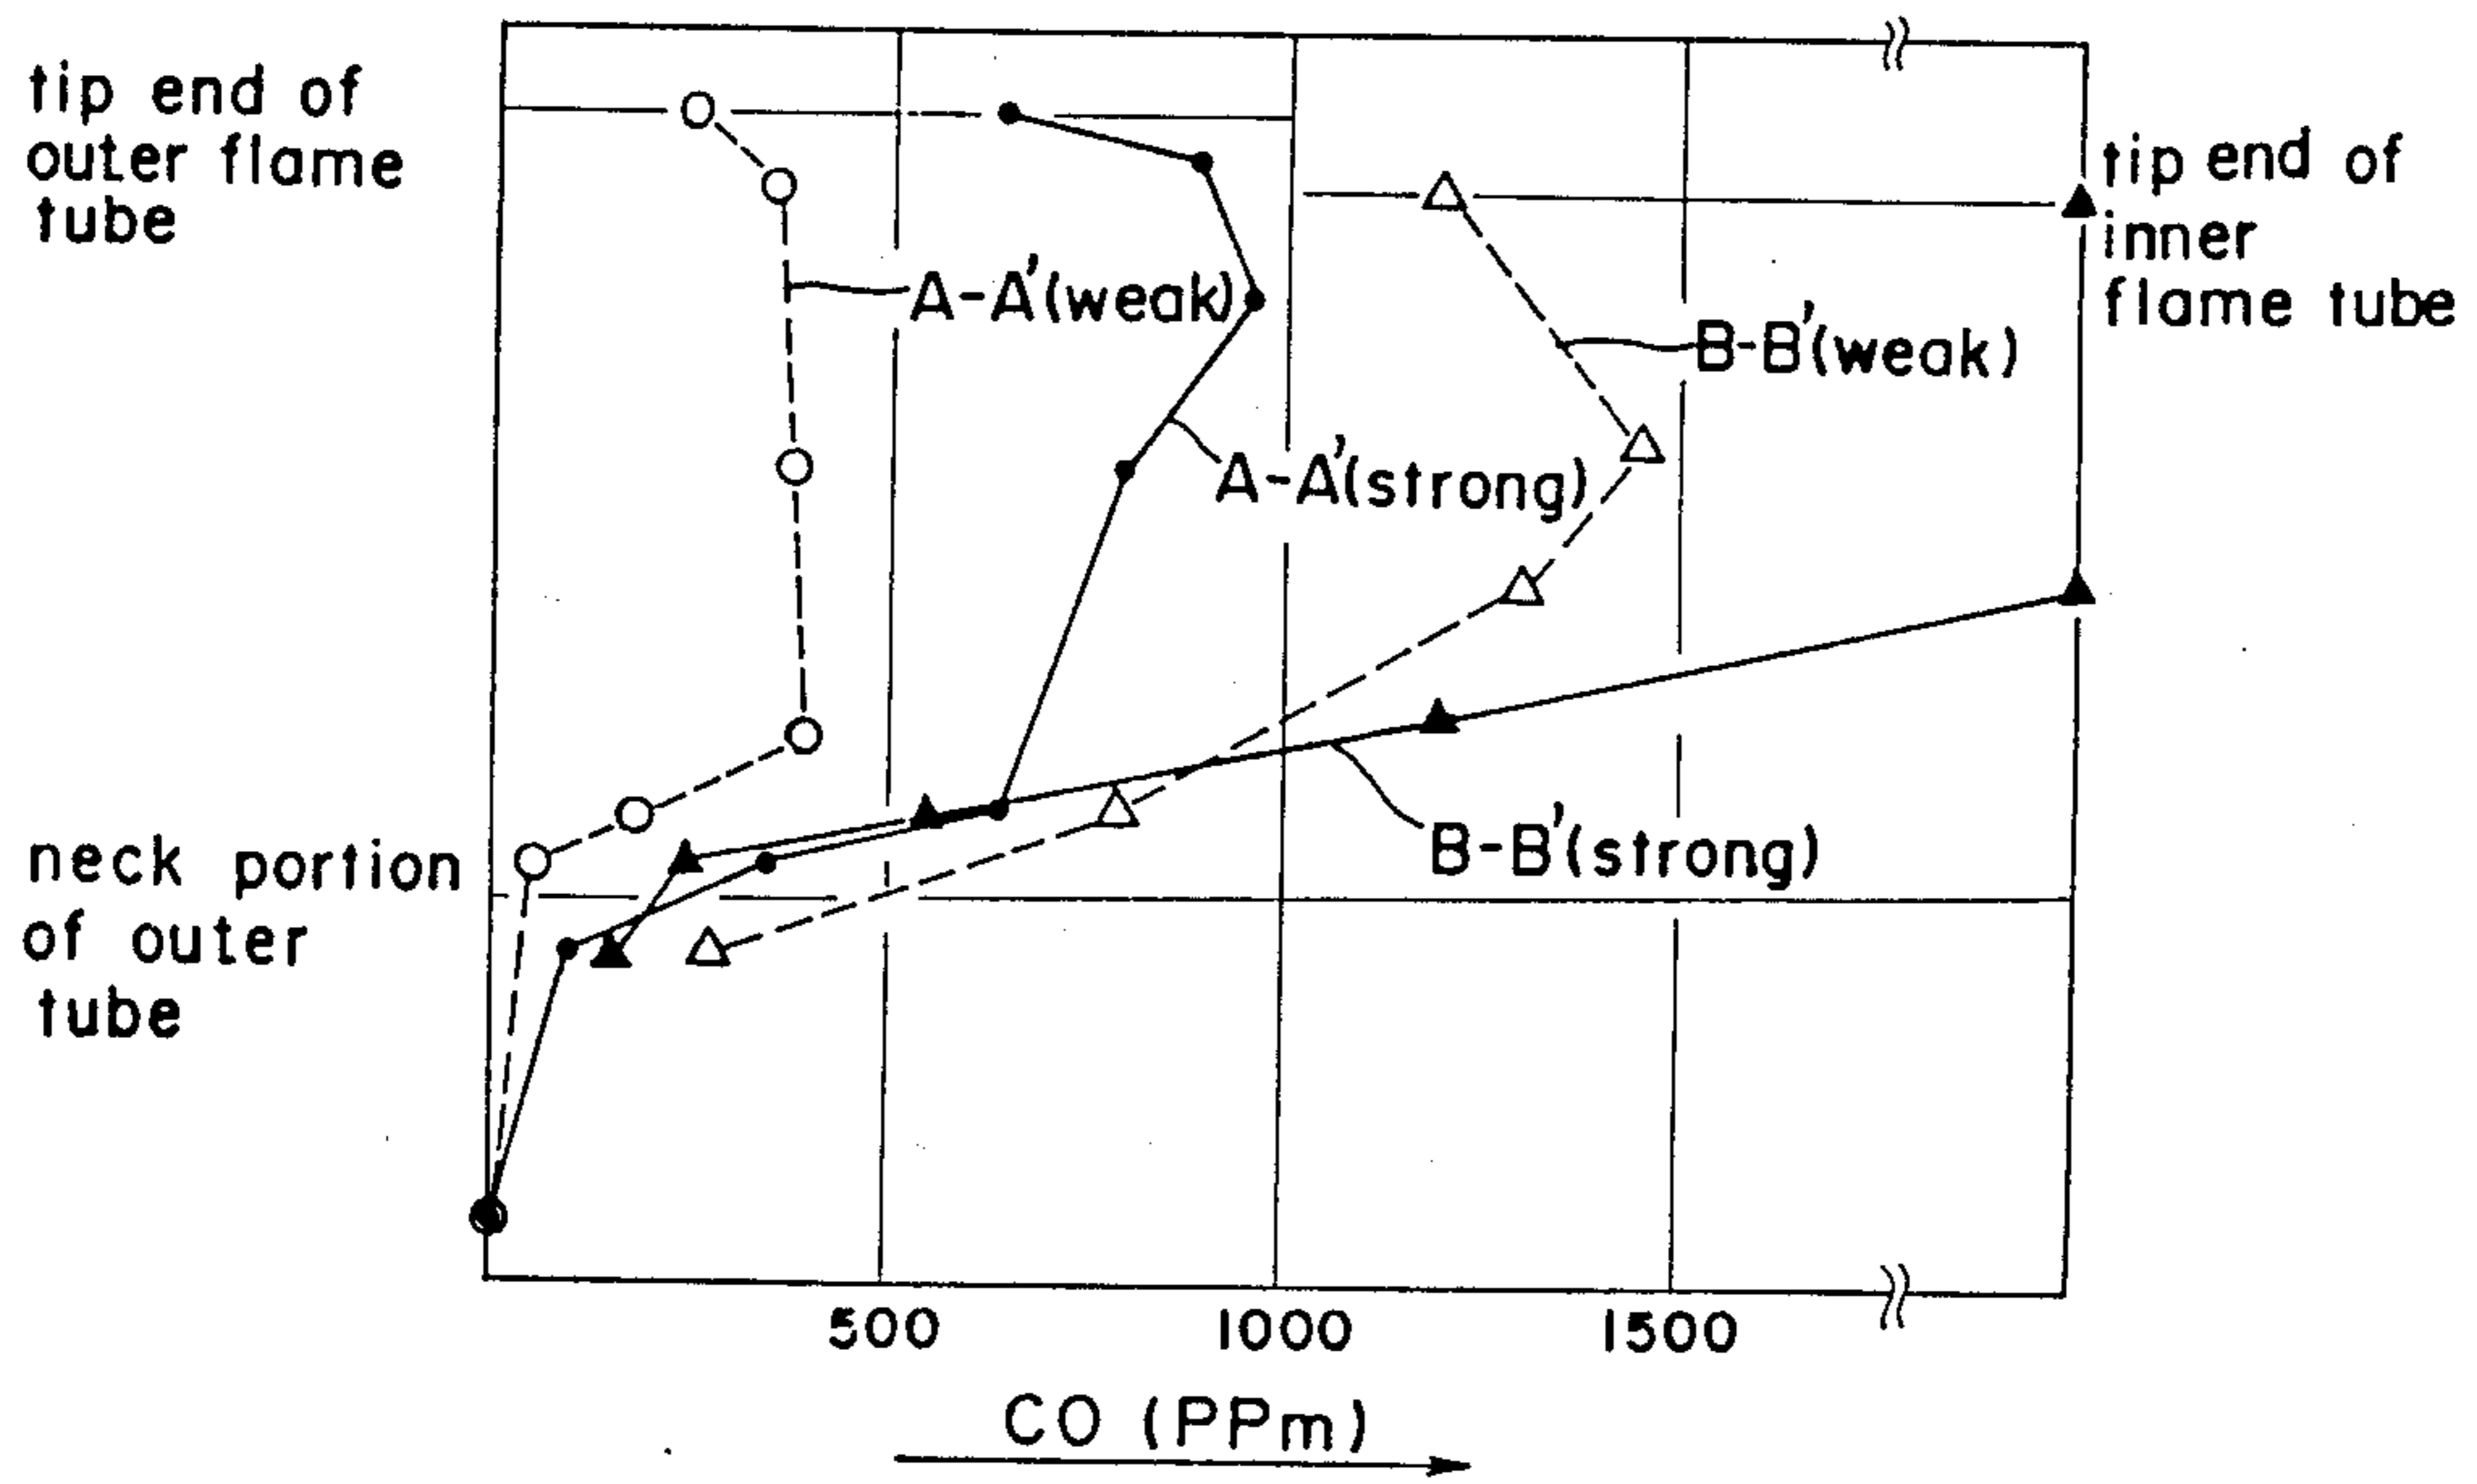 tip end of
outer flame
tube
tip end of
inner
flame tube
A-A'(weak)
B-B'(weak)
A-A'(strong)
B-B'(strong)
neck portion
of outer
tube
500
1000
1500
CO (PPm)